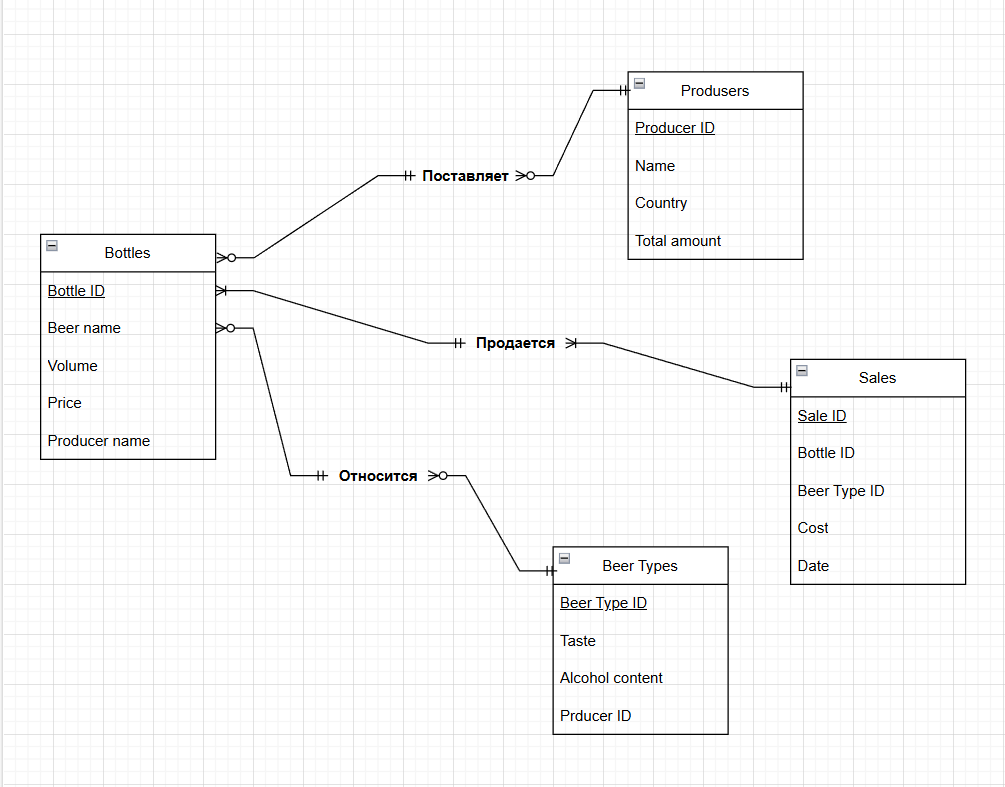 Produsers
Producer ID
Name
Country
Total amount
Поставляет
Bottles
Bottle ID
Beer name
Volume
Price
Producer name
Продается
Sales
Sale ID
Bottle ID
Beer Type ID
Cost
Date
Относится
Beer Types
Beer Type ID
Taste
Alcohol content
Prducer ID